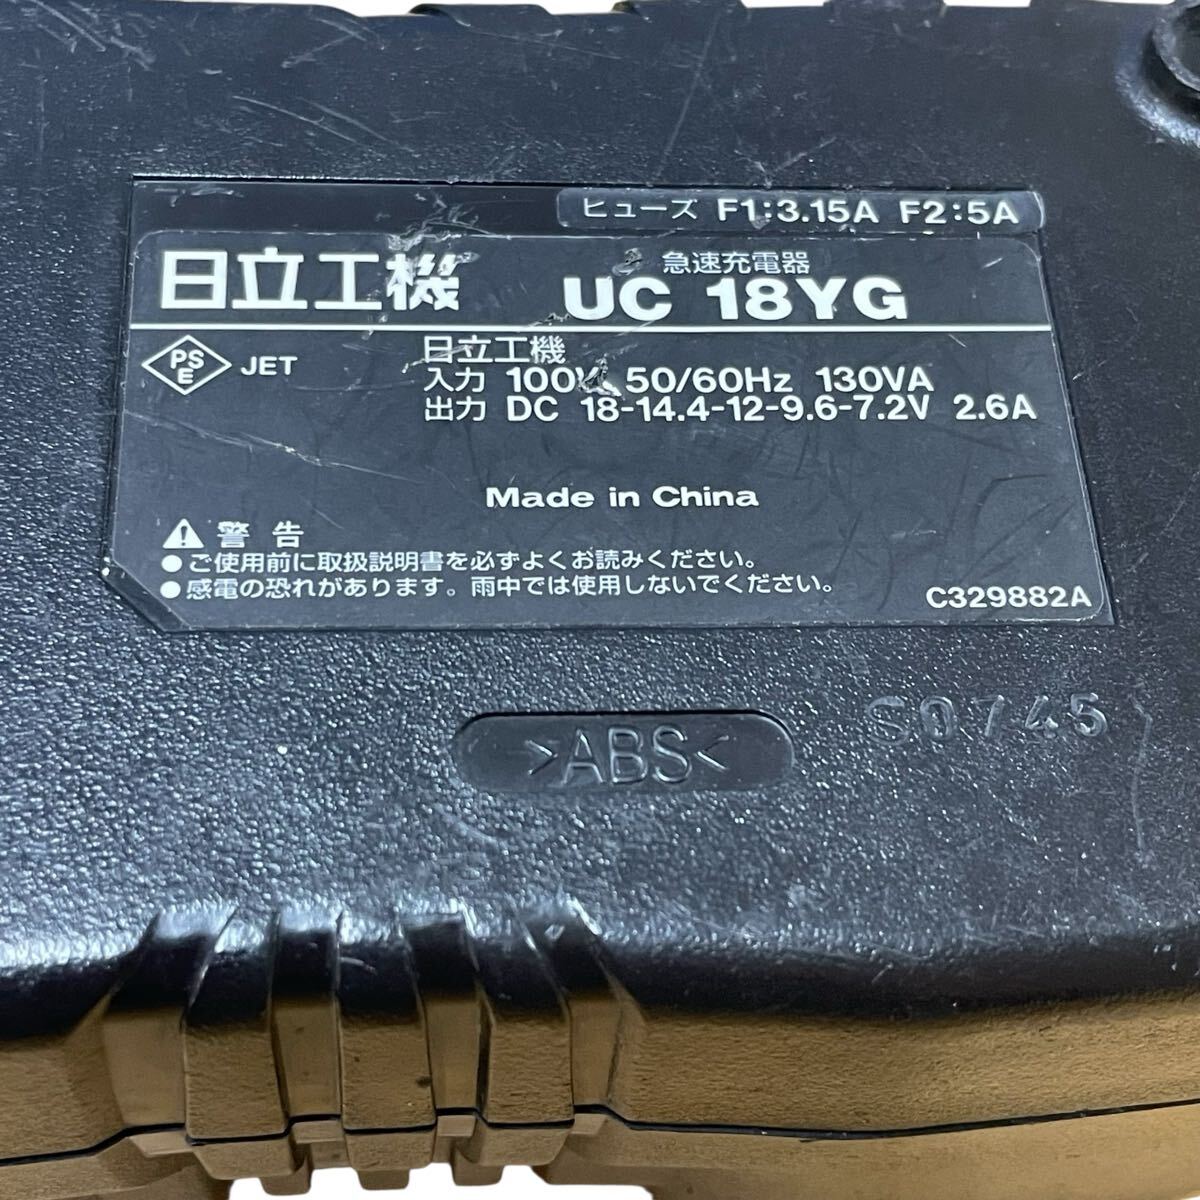 ヒューズ F1:3.15A F2:5A
日立工機
急速充電器
UC 18YG
PSE JET
日立工機
入力 100V、50/60Hz 130VA
出力 DC 18-14.4-12-9.6-7.2V 2.6A
Made in China
警告
●ご使用前に取扱説明書を必ずよくお読みください。
●感電の恐れがあります。雨中では使用しないでください。
C329882A
>ABS<
S0745